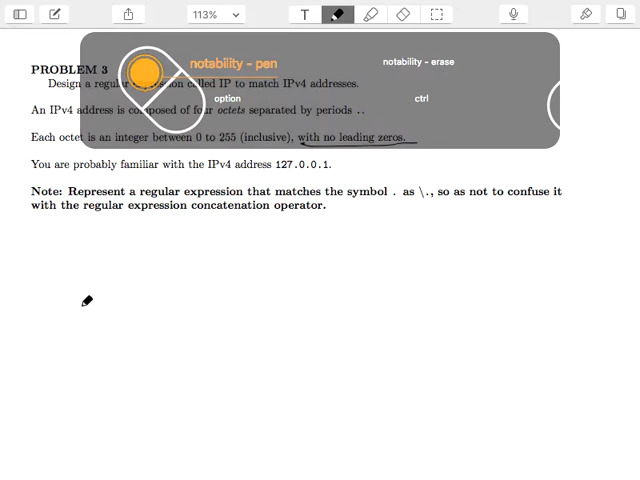 113%
T
notability - pen
notability - erase
PROBLEM 3
Design a regular expression called IP to match IPv4 addresses.
option
ctrl
An IPv4 address is composed of four octets separated by periods ..
Each octet is an integer between 0 to 255 (inclusive), with no leading zeros.
You are probably familiar with the IPv4 address 127.0.0.1.
Note: Represent a regular expression that matches the symbol . as \., so as not to confuse it
with the regular expression concatenation operator.